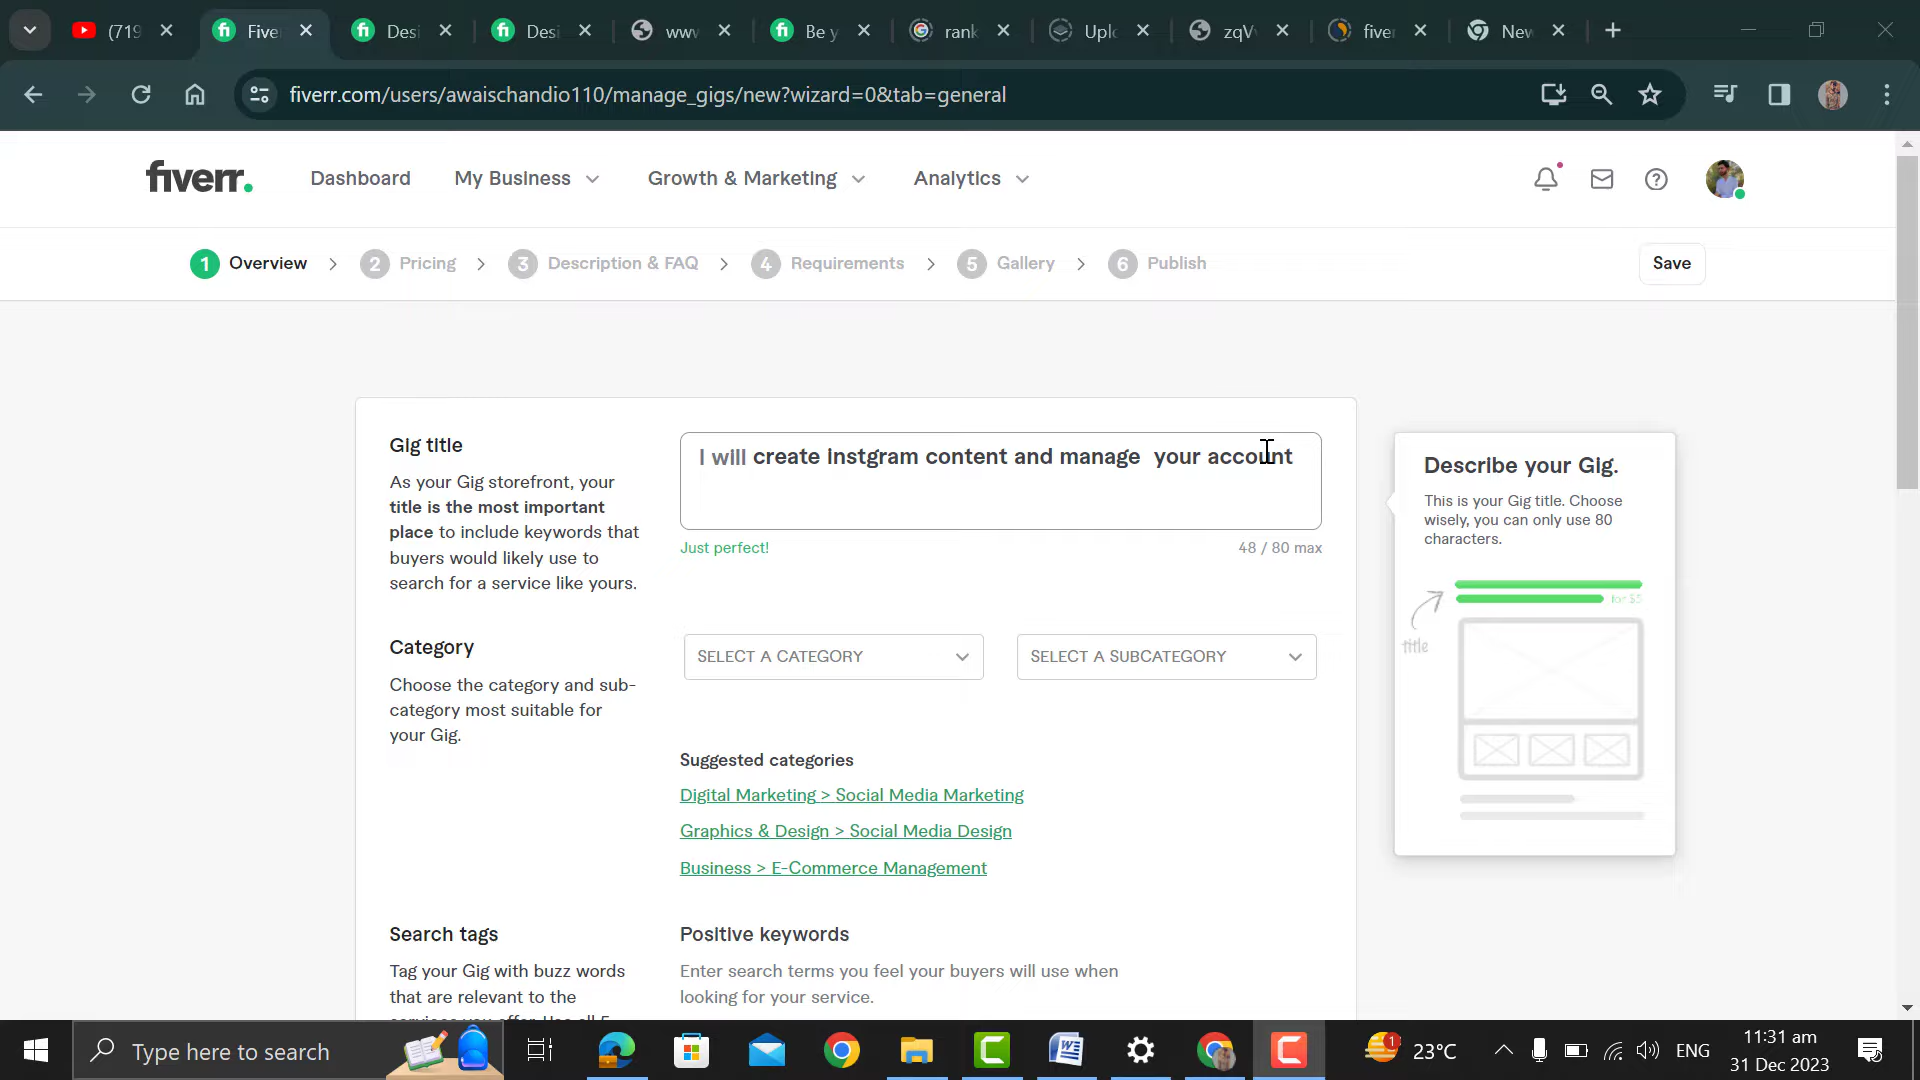 (719
Five
Desi
Desi
www
Be y
rank
Uplo
zqV
fiver
New
fiverr.com/users/awaischandio110/manage_gigs/new?wizard=0&tab=general
fiverr.
Dashboard
My Business
Growth & Marketing
Analytics
1 Overview
2 Pricing
3 Description & FAQ
4 Requirements
5 Gallery
6 Publish
Save
Gig title
As your Gig storefront, your
title is the most important
place to include keywords that
buyers would likely use to
search for a service like yours.
I will create instgram content and manage  your account
Just perfect!
48 / 80 max
Describe your Gig.
This is your Gig title. Choose
wisely, you can only use 80
characters.
for $5
title
Category
Choose the category and sub-
category most suitable for
your Gig.
SELECT A CATEGORY
SELECT A SUBCATEGORY
Suggested categories
Digital Marketing > Social Media Marketing
Graphics & Design > Social Media Design
Business > E-Commerce Management
Search tags
Tag your Gig with buzz words
that are relevant to the
services you offer. Use all 5
Positive keywords
Enter search terms you feel your buyers will use when
looking for your service.
Type here to search
1
23°C
ENG
11:31 am
31 Dec 2023